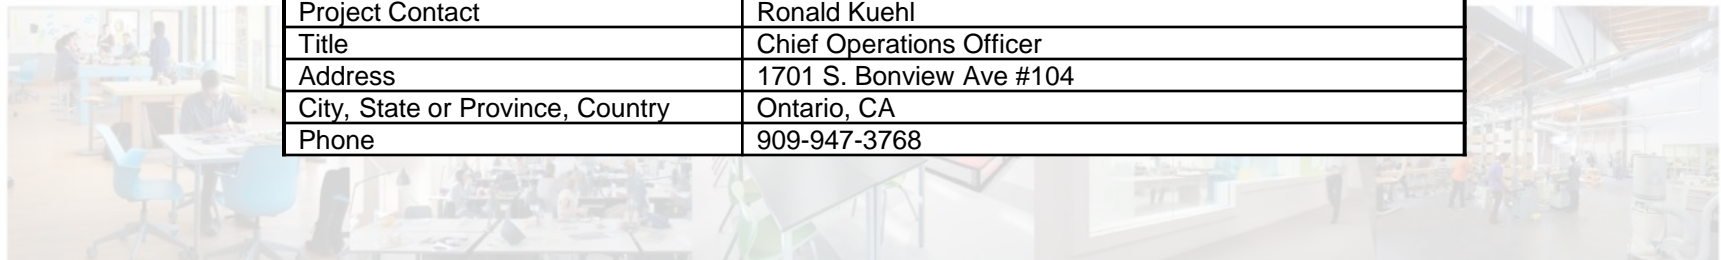 Project Contact Ronald Kuehl
Title Chief Operations Officer
Address 1701 S. Bonview Ave #104
City, State or Province, Country Ontario, CA
Phone 909-947-3768